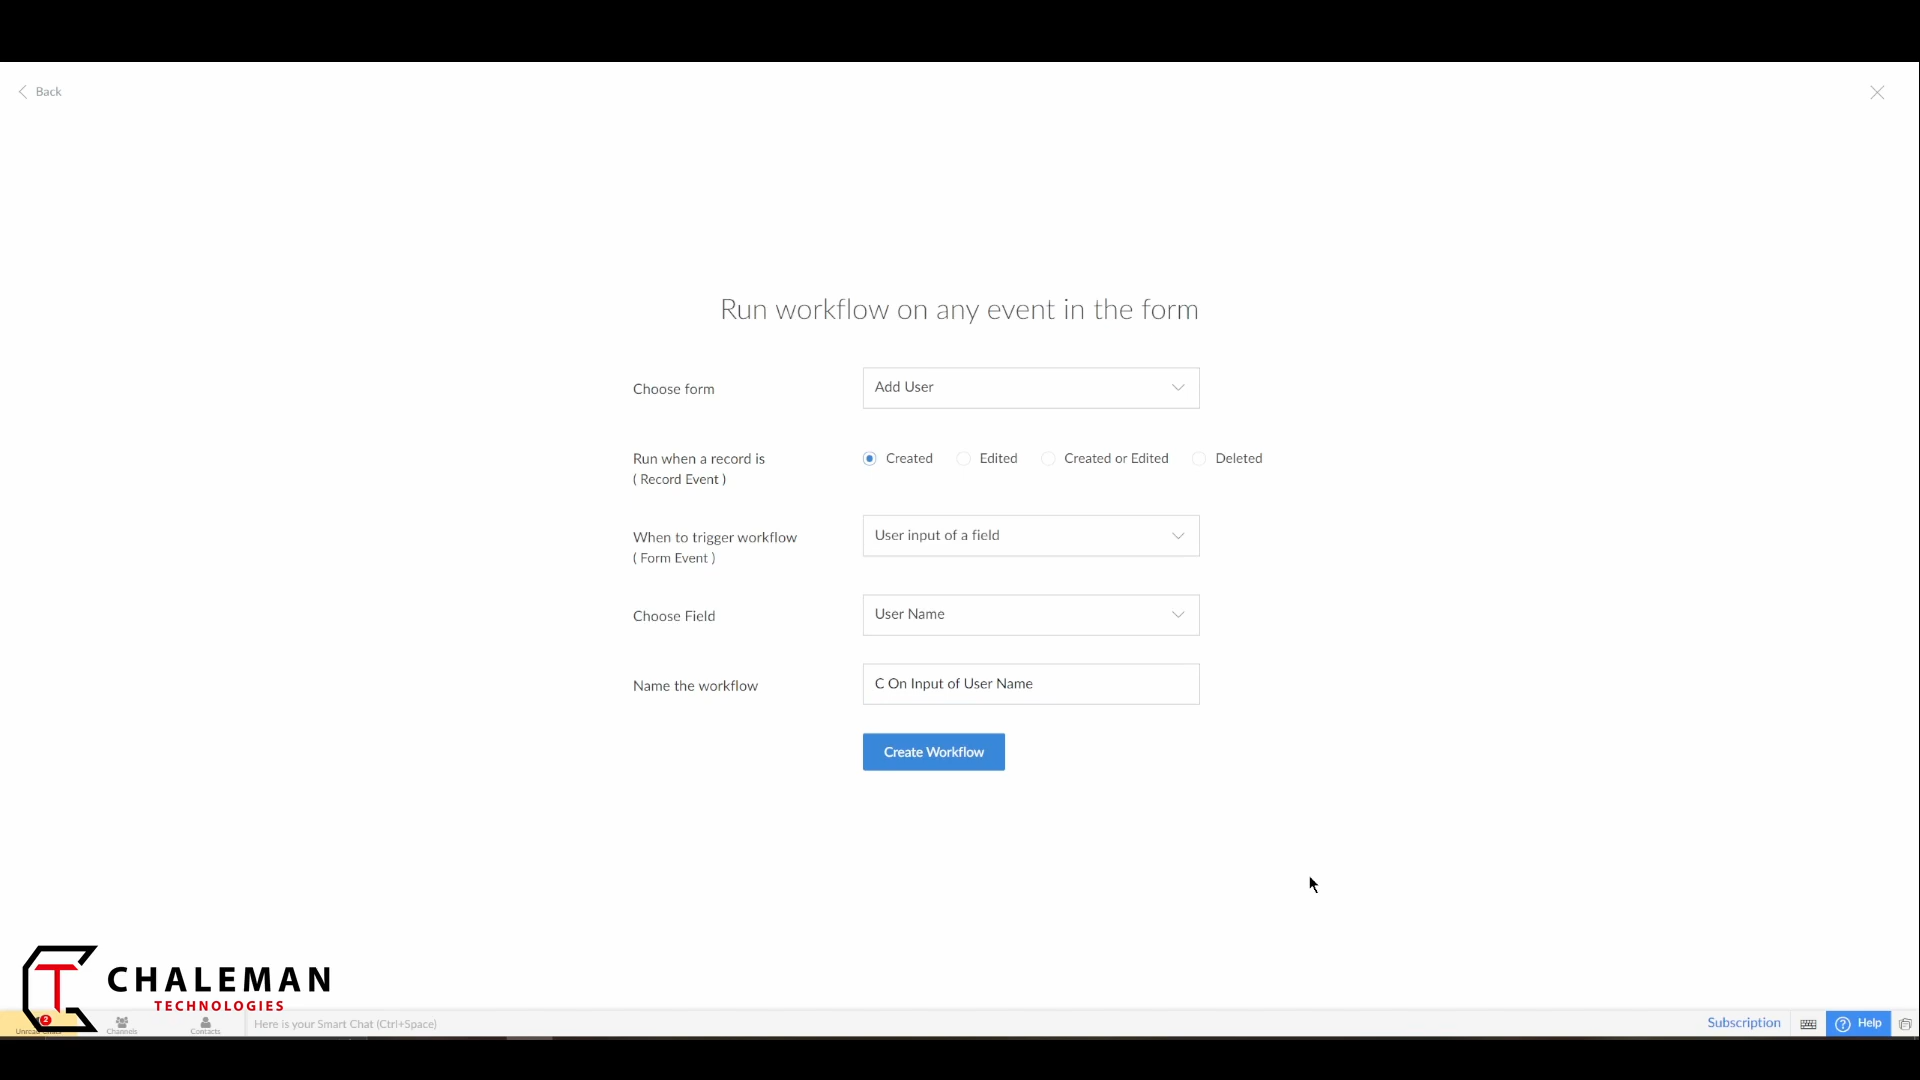 Back
Run workflow on any event in the form
Choose form
Add User
Run when a record is
( Record Event )
Created
Edited
Created or Edited
Deleted
When to trigger workflow
( Form Event )
User input of a field
Choose Field
User Name
Name the workflow
C On Input of User Name
Create Workflow
CHALEMAN
TECHNOLOGIES
2
Channels
Contacts
Here is your Smart Chat (Ctrl+Space)
Subscription
Help